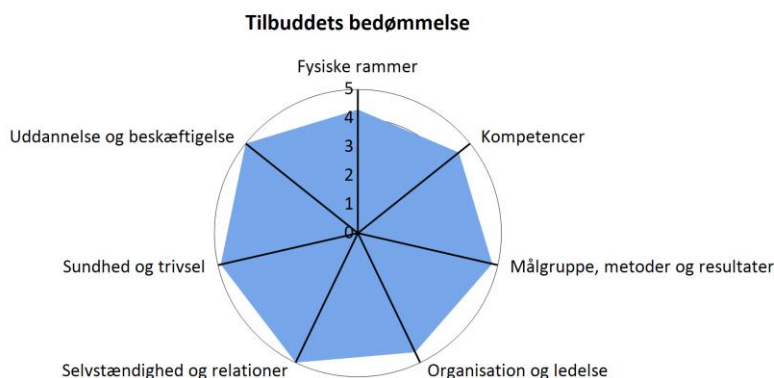 Tilbuddets bedømmelse
Fysiske rammer
5
4
3
2
1
0
Uddannelse og beskæftigelse
Kompetencer
Sundhed og trivsel
Målgruppe, metoder og resultater
Selvstændighed og relationer
Organisation og ledelse